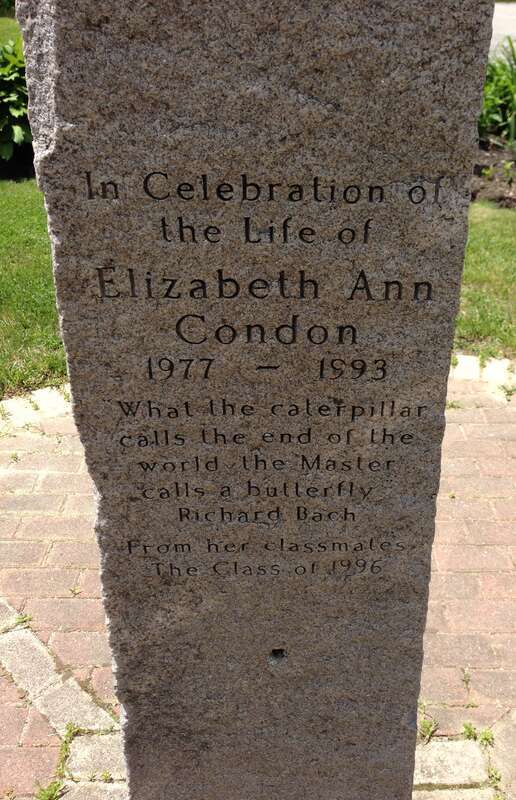 In Celebration of
the Life of
Elizabeth Ann
Condon
1977 — 1993
What the caterpillar
calls the end of the
world the Master
calls a butterfly
Richard Bach
From her classmates
The Class of 1996